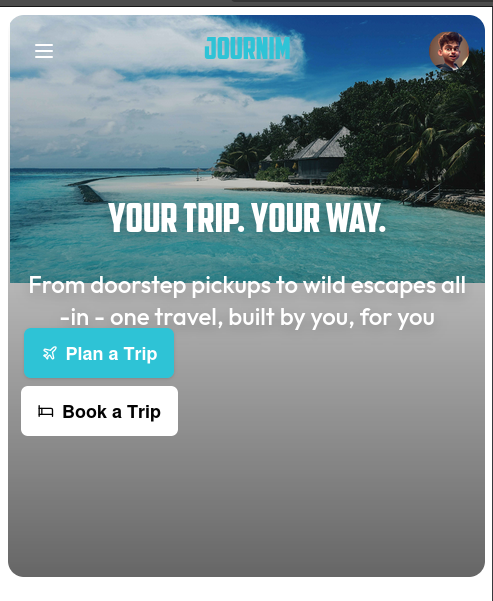 JOURNIM
YOUR TRIP. YOUR WAY.
From doorstep pickups to wild escapes all
-in - one travel, built by you, for you
Plan a Trip
Book a Trip